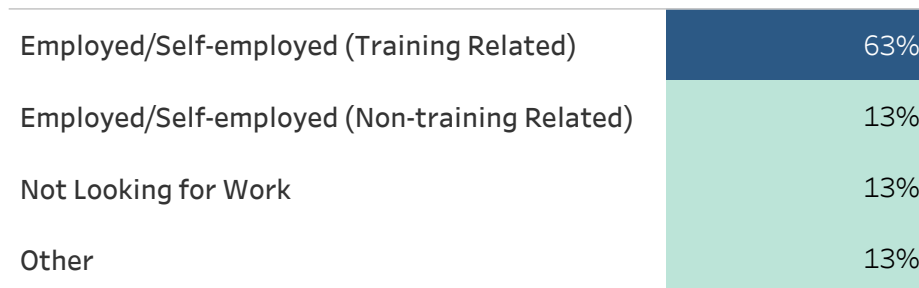 Employed/Self-employed (Training Related) 63%
Employed/Self-employed (Non-training Related) 13%
Not Looking for Work 13%
Other 13%